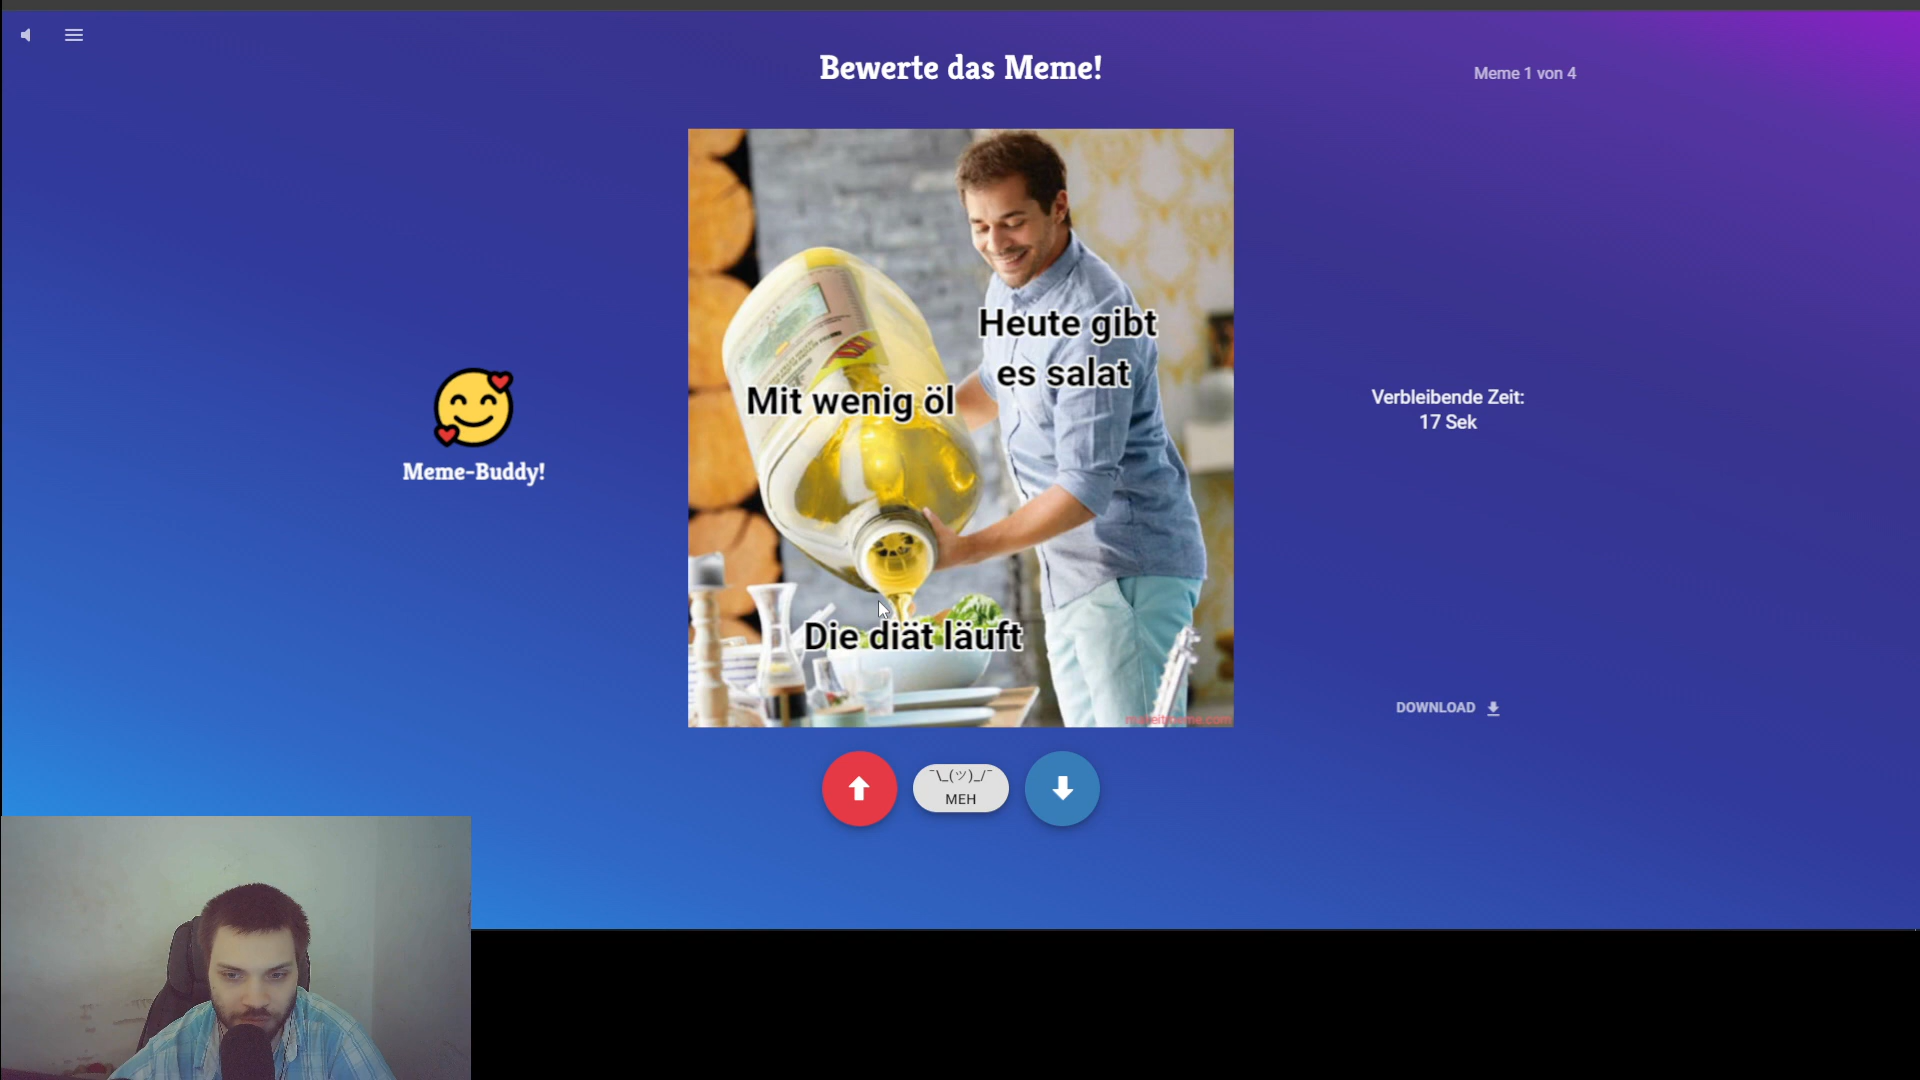 Bewerte das Meme!
Meme 1 von 4
Heute gibt
es salat
Mit wenig öl
Die diät läuft
Meme-Buddy!
Verbleibende Zeit:
17 Sek
DOWNLOAD
¯\_(ツ)_/¯
MEH